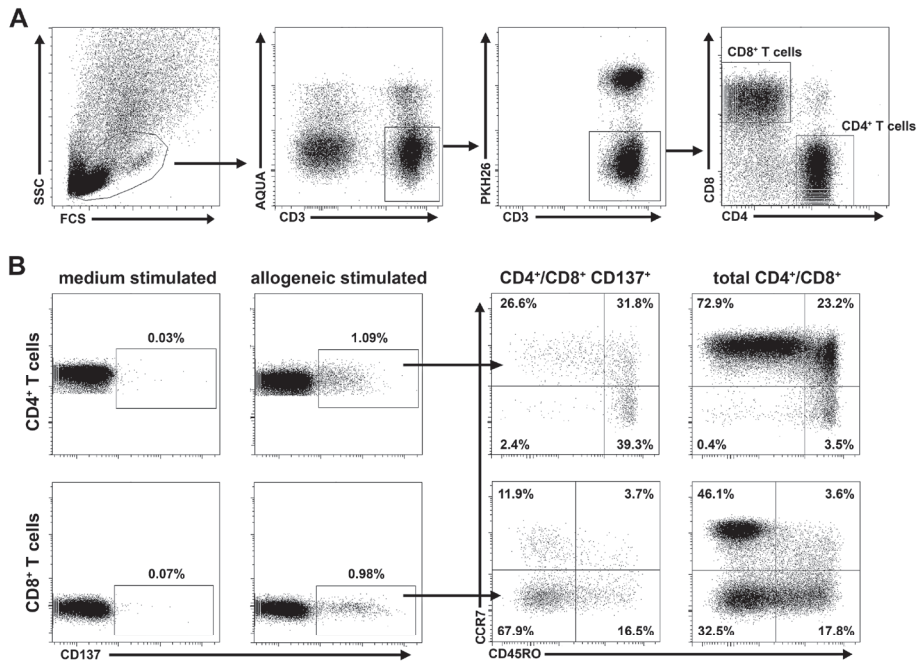 A
SSC
FCS
AQUA
CD3
PKH26
CD3
CD8
CD4
CD8⁺ T cells
CD4⁺ T cells
B
medium stimulated
allogeneic stimulated
CD4⁺/CD8⁺ CD137⁺
total CD4⁺/CD8⁺
CD4⁺ T cells
0.03%
1.09%
26.6% 31.8%
2.4% 39.3%
72.9% 23.2%
0.4% 3.5%
CD8⁺ T cells
0.07%
0.98%
11.9% 3.7%
67.9% 16.5%
46.1% 3.6%
32.5% 17.8%
CCR7
CD137
CD45RO